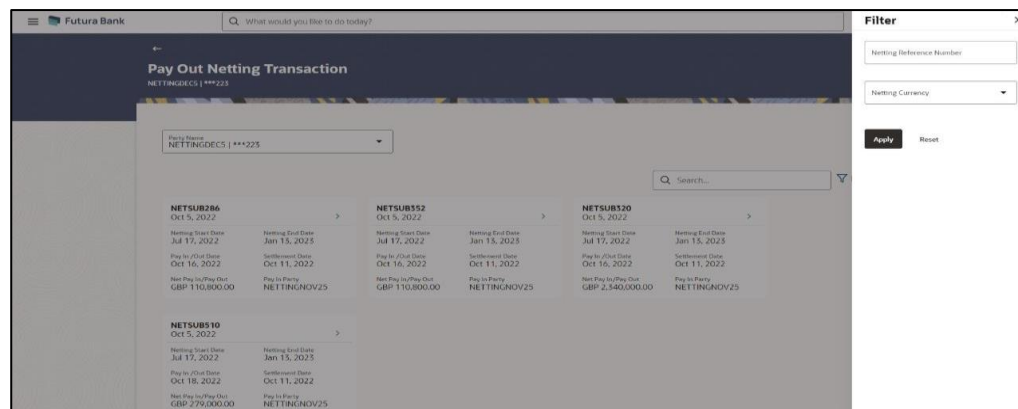 Futura Bank
What would you like to do today?
Pay Out Netting Transaction
NETTINGDEC5 | ***223
Party Name
NETTINGDEC5 | ***223
Search...
NETSUB286
Oct 5, 2022
Netting Start Date
Netting End Date
Jul 17, 2022
Jan 13, 2023
Pay In /Out Date
Settlement Date
Oct 16, 2022
Oct 11, 2022
Net Pay In/Pay Out
Pay In Party
GBP 110,800.00
NETTINGNOV25
NETSUB352
Oct 5, 2022
Netting Start Date
Netting End Date
Jul 17, 2022
Jan 13, 2023
Pay In /Out Date
Settlement Date
Oct 16, 2022
Oct 11, 2022
Net Pay In/Pay Out
Pay In Party
GBP 110,800.00
NETTINGNOV25
NETSUB320
Oct 5, 2022
Netting Start Date
Netting End Date
Jul 17, 2022
Jan 13, 2023
Pay In /Out Date
Settlement Date
Oct 16, 2022
Oct 11, 2022
Net Pay In/Pay Out
Pay In Party
GBP 2,340,000.00
NETTINGNOV25
NETSUB510
Oct 5, 2022
Netting Start Date
Netting End Date
Jul 17, 2022
Jan 13, 2023
Pay In /Out Date
Settlement Date
Oct 18, 2022
Oct 11, 2022
Net Pay In/Pay Out
Pay In Party
GBP 279,000.00
NETTINGNOV25
Filter
Netting Reference Number
Netting Currency
Apply
Reset